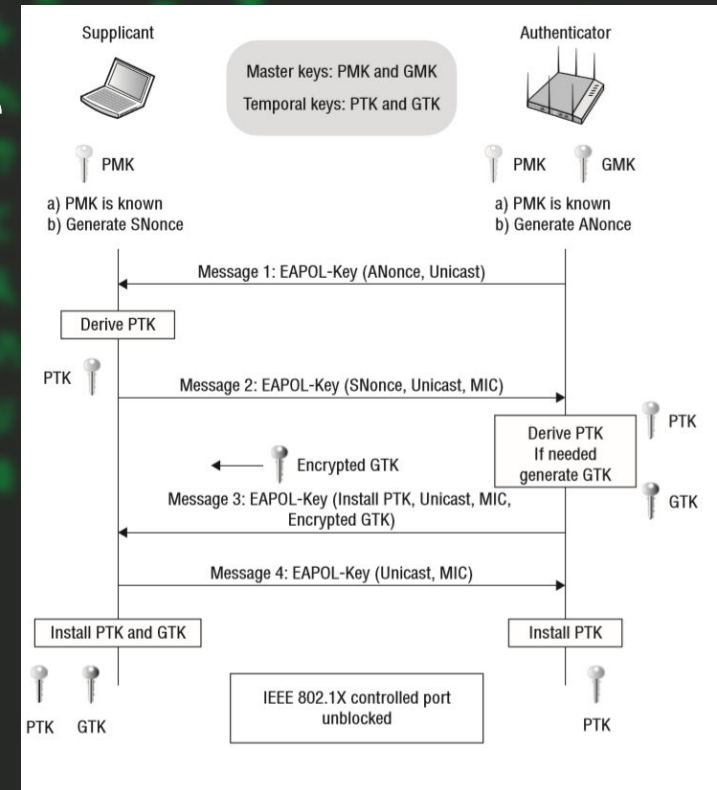 Supplicant
Authenticator
Master keys: PMK and GMK
Temporal keys: PTK and GTK
PMK
PMK
GMK
a) PMK is known
b) Generate SNonce
a) PMK is known
b) Generate ANonce
Message 1: EAPOL-Key (ANonce, Unicast)
Derive PTK
PTK
Message 2: EAPOL-Key (SNonce, Unicast, MIC)
Derive PTK
If needed
generate GTK
PTK
GTK
Encrypted GTK
Message 3: EAPOL-Key (Install PTK, Unicast, MIC,
Encrypted GTK)
Message 4: EAPOL-Key (Unicast, MIC)
Install PTK and GTK
Install PTK
PTK
GTK
IEEE 802.1X controlled port
unblocked
PTK